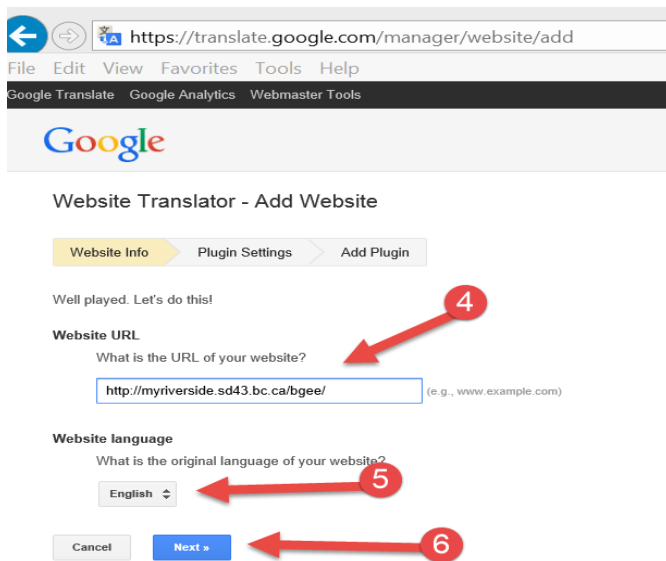 https://translate.google.com/manager/website/add
File Edit View Favorites Tools Help
Google Translate Google Analytics Webmaster Tools
Google
Website Translator - Add Website
Website Info Plugin Settings Add Plugin
Well played. Let's do this!
4
Website URL
What is the URL of your website?
http://myriverside.sd43.bc.ca/bgee/ (e.g., www.example.com)
Website language
What is the original language of your website?
5
English
Cancel Next » 6